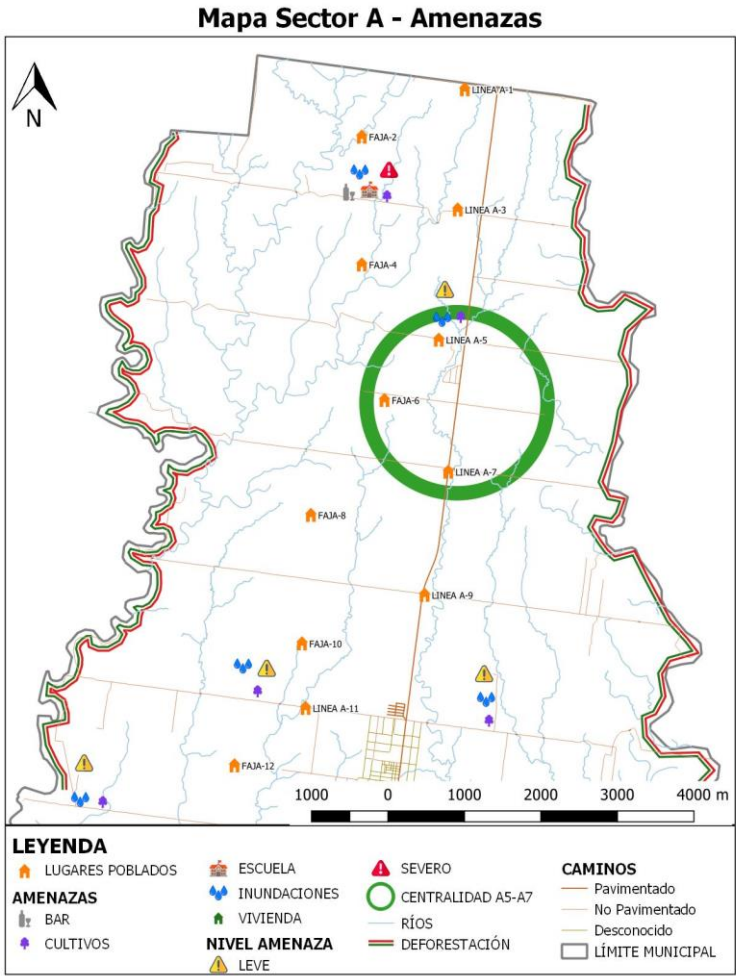 Mapa Sector A - Amenazas
N
LINEA A-1
FAJA-2
LINEA A-3
FAJA-4
LINEA A-5
FAJA-6
LINEA A-7
FAJA-8
LINEA A-9
FAJA-10
LINEA A-11
FAJA-12
1000 0 1000 2000 3000 4000 m
LEYENDA
LUGARES POBLADOS
AMENAZAS
BAR
CULTIVOS
ESCUELA
INUNDACIONES
VIVIENDA
NIVEL AMENAZA
LEVE
SEVERO
CENTRALIDAD A5-A7
RÍOS
DEFORESTACIÓN
CAMINOS
Pavimentado
No Pavimentado
Desconocido
LÍMITE MUNICIPAL